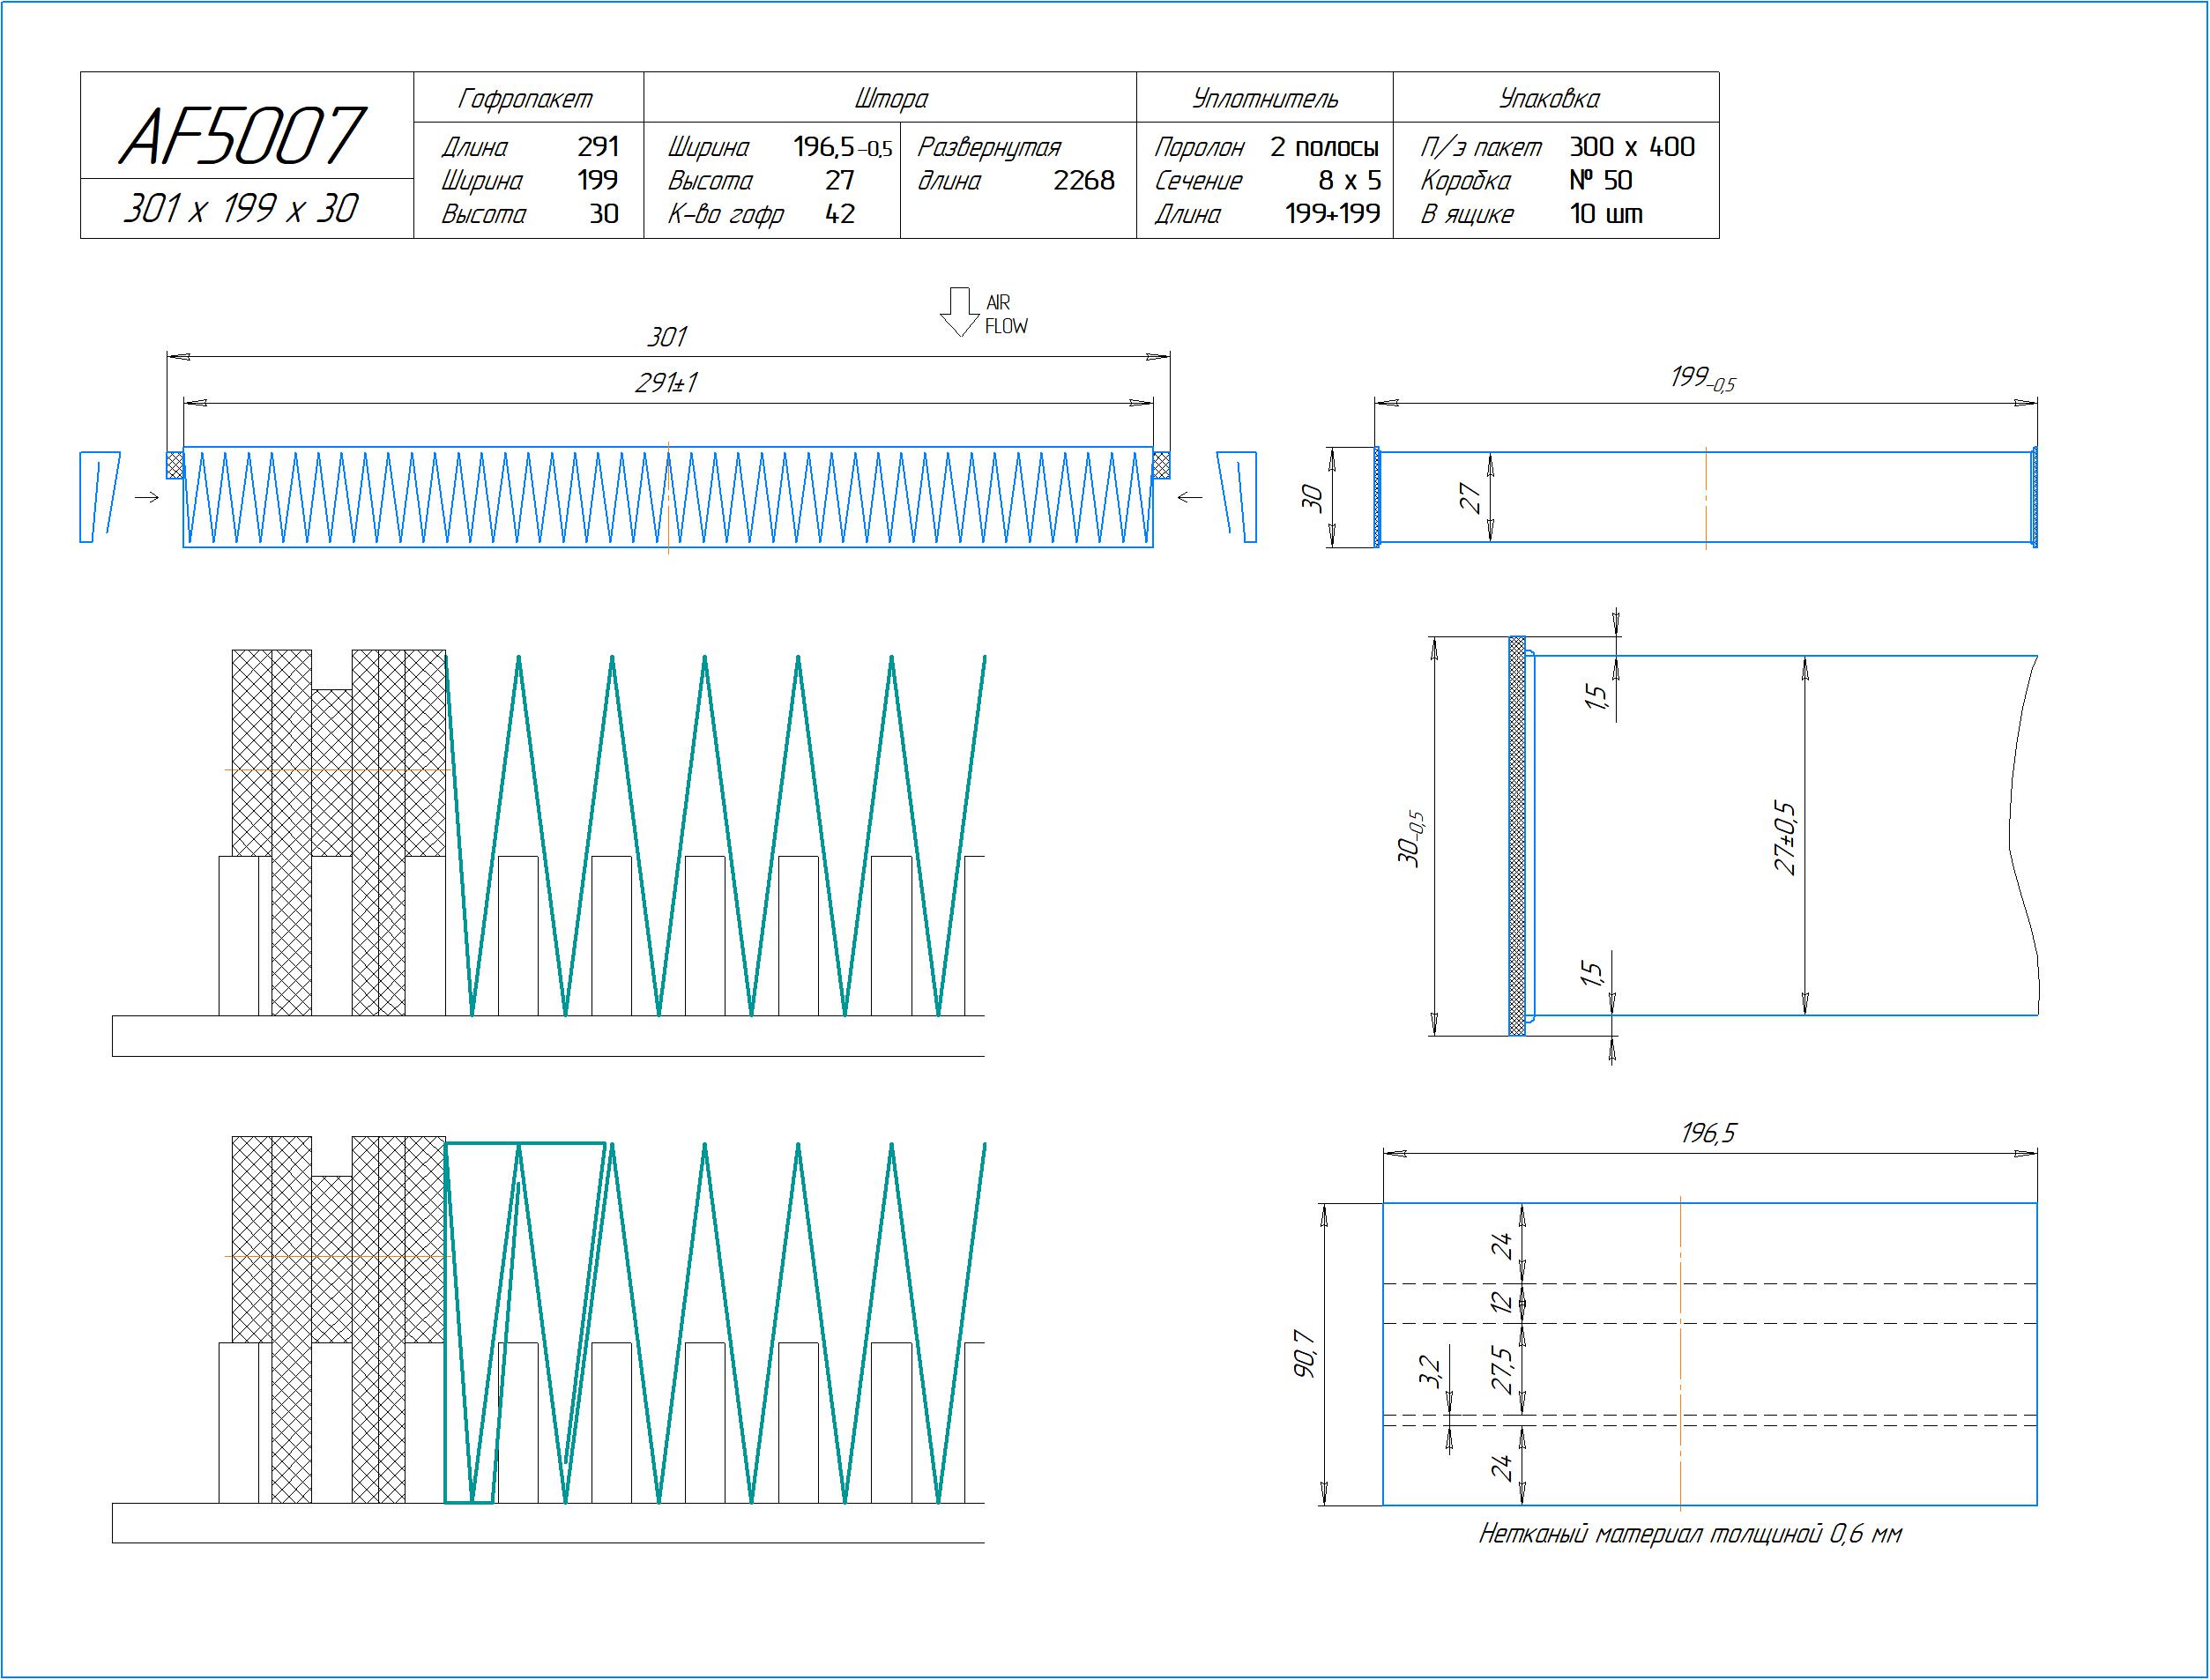 AF5007
301 x 199 x 30
Гофропакет
Длина 291
Ширина 199
Высота 30
Штора
Ширина 196,5 –0,5
Высота 27
К-во гофр 42
Развернутая
длина 2268
Уплотнитель
Поролон 2 полосы
Сечение 8 x 5
Длина 199+199
Упаковка
П/э пакет 300 x 400
Коробка № 50
В ящике 10 шт
AIR
FLOW
301
291±1
199–0,5
30
27
1,5
30–0,5
27±0,5
1,5
196,5
24
12
90,7
27,5
3,2
24
Нетканый материал толщиной 0,6 мм